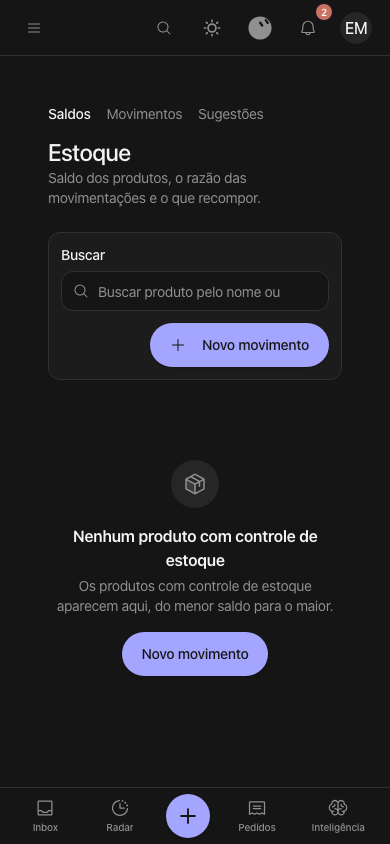 2
EM
Saldos Movimentos Sugestões
Estoque
Saldo dos produtos, o razão das
movimentações e o que recompor.
Buscar
Buscar produto pelo nome ou
Novo movimento
Nenhum produto com controle de
estoque
Os produtos com controle de estoque
aparecem aqui, do menor saldo para o maior.
Novo movimento
Inbox Radar Pedidos Inteligência